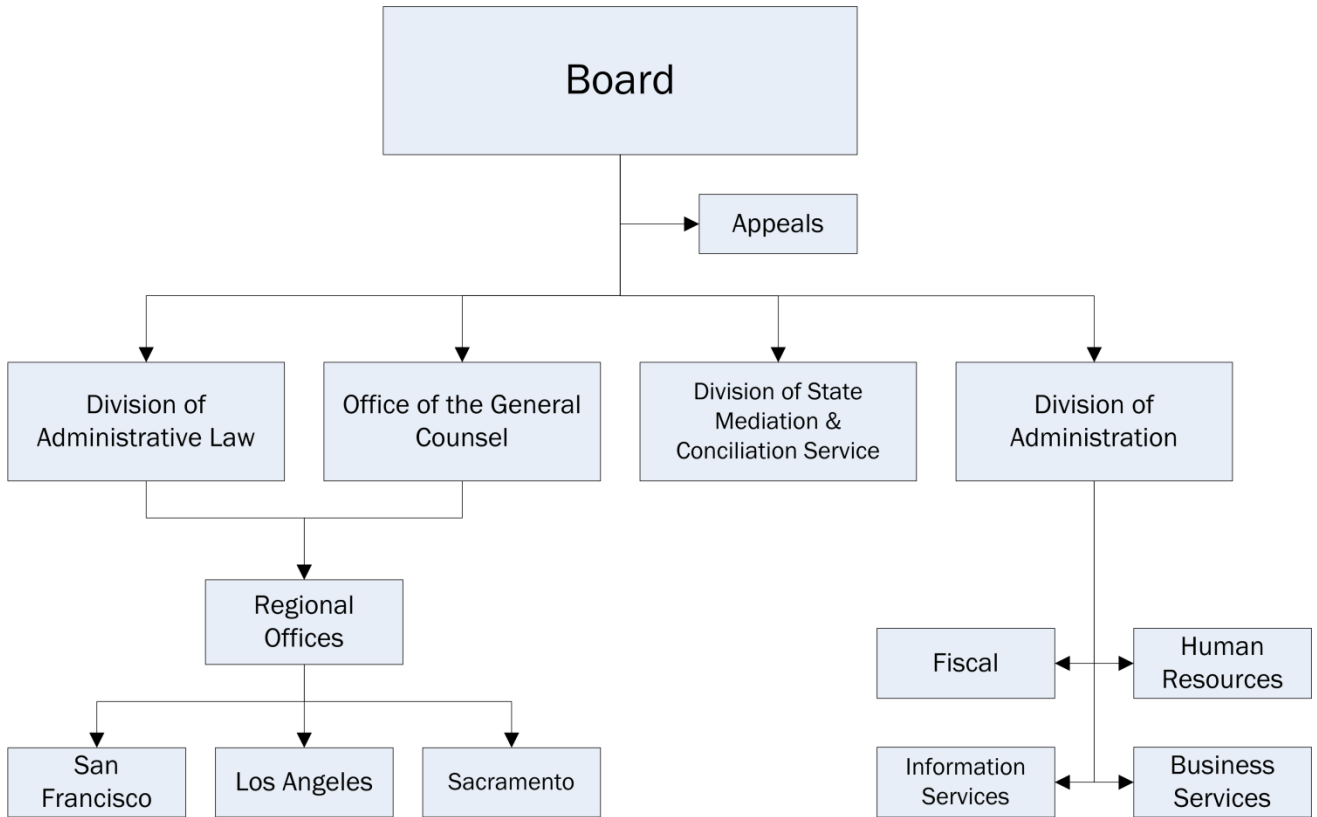 Board
Appeals
Division of
Administrative Law
Office of the General
Counsel
Division of State
Mediation &
Conciliation Service
Division of
Administration
Regional
Offices
San
Francisco
Los Angeles
Sacramento
Fiscal
Human
Resources
Information
Services
Business
Services